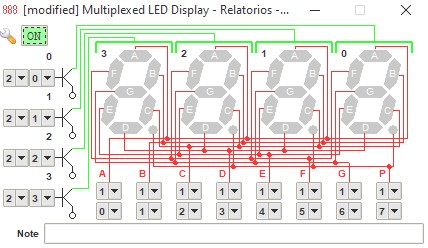 888 [modified] Multiplexed LED Display - Relatorios -...
ON
0
3 2 1 0
A A A A
F B F B F B F B
G G G G
E C E C E C E C
D D D D
2 0
1
2 1
2
2 2
3
2 3
A B C D E F G P
1 1 1 1 1 1 1 1
0 1 2 3 4 5 6 7
Note